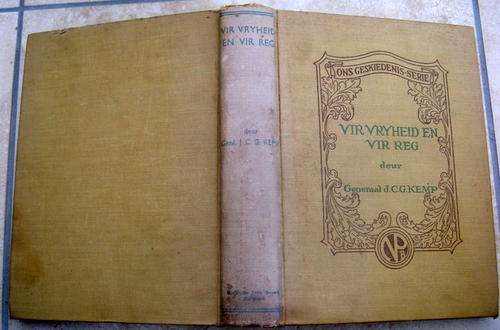 VIR VRYHEID
EN VIR REG
deur
Genl. J. C. G. KEMP
ONS GESKIEDENIS-SERIE
VIR VRYHEID EN
VIR REG
deur
Generaal J.C.G. KEMP
NP